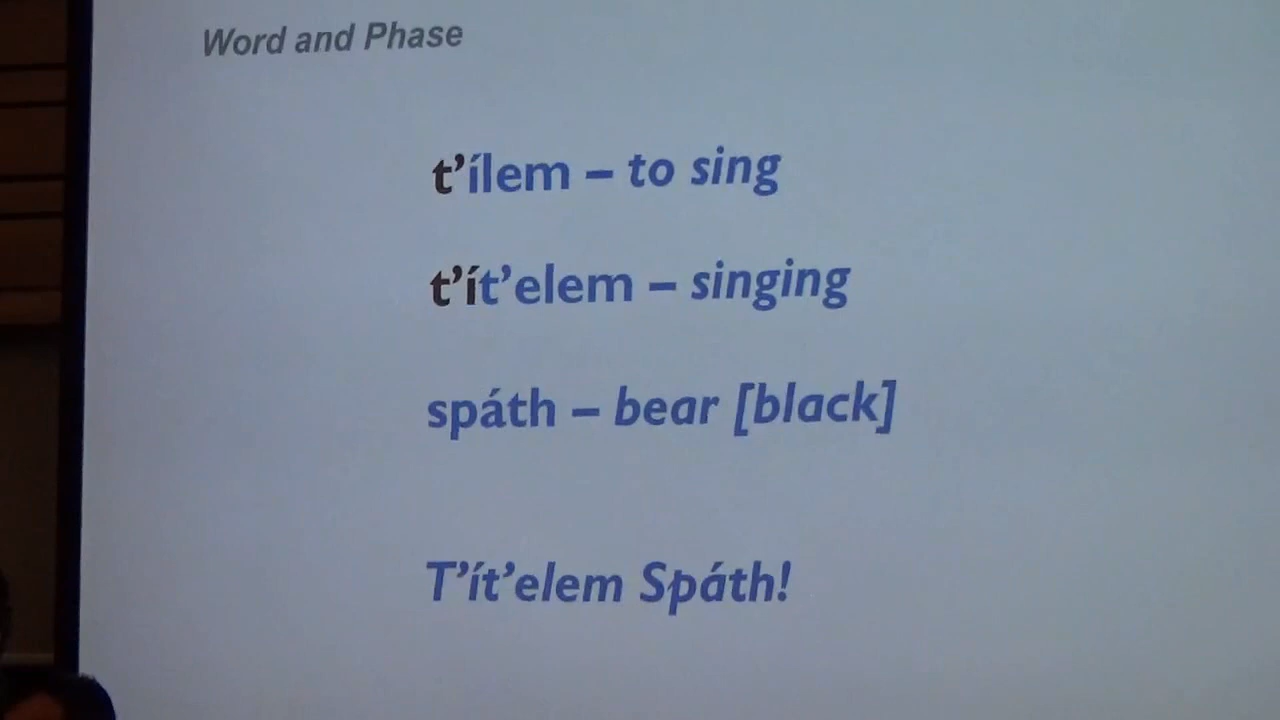 Word and Phase
t’ílem – to sing
t’ít’elem – singing
spáth – bear [black]
T’ít’elem Spáth!